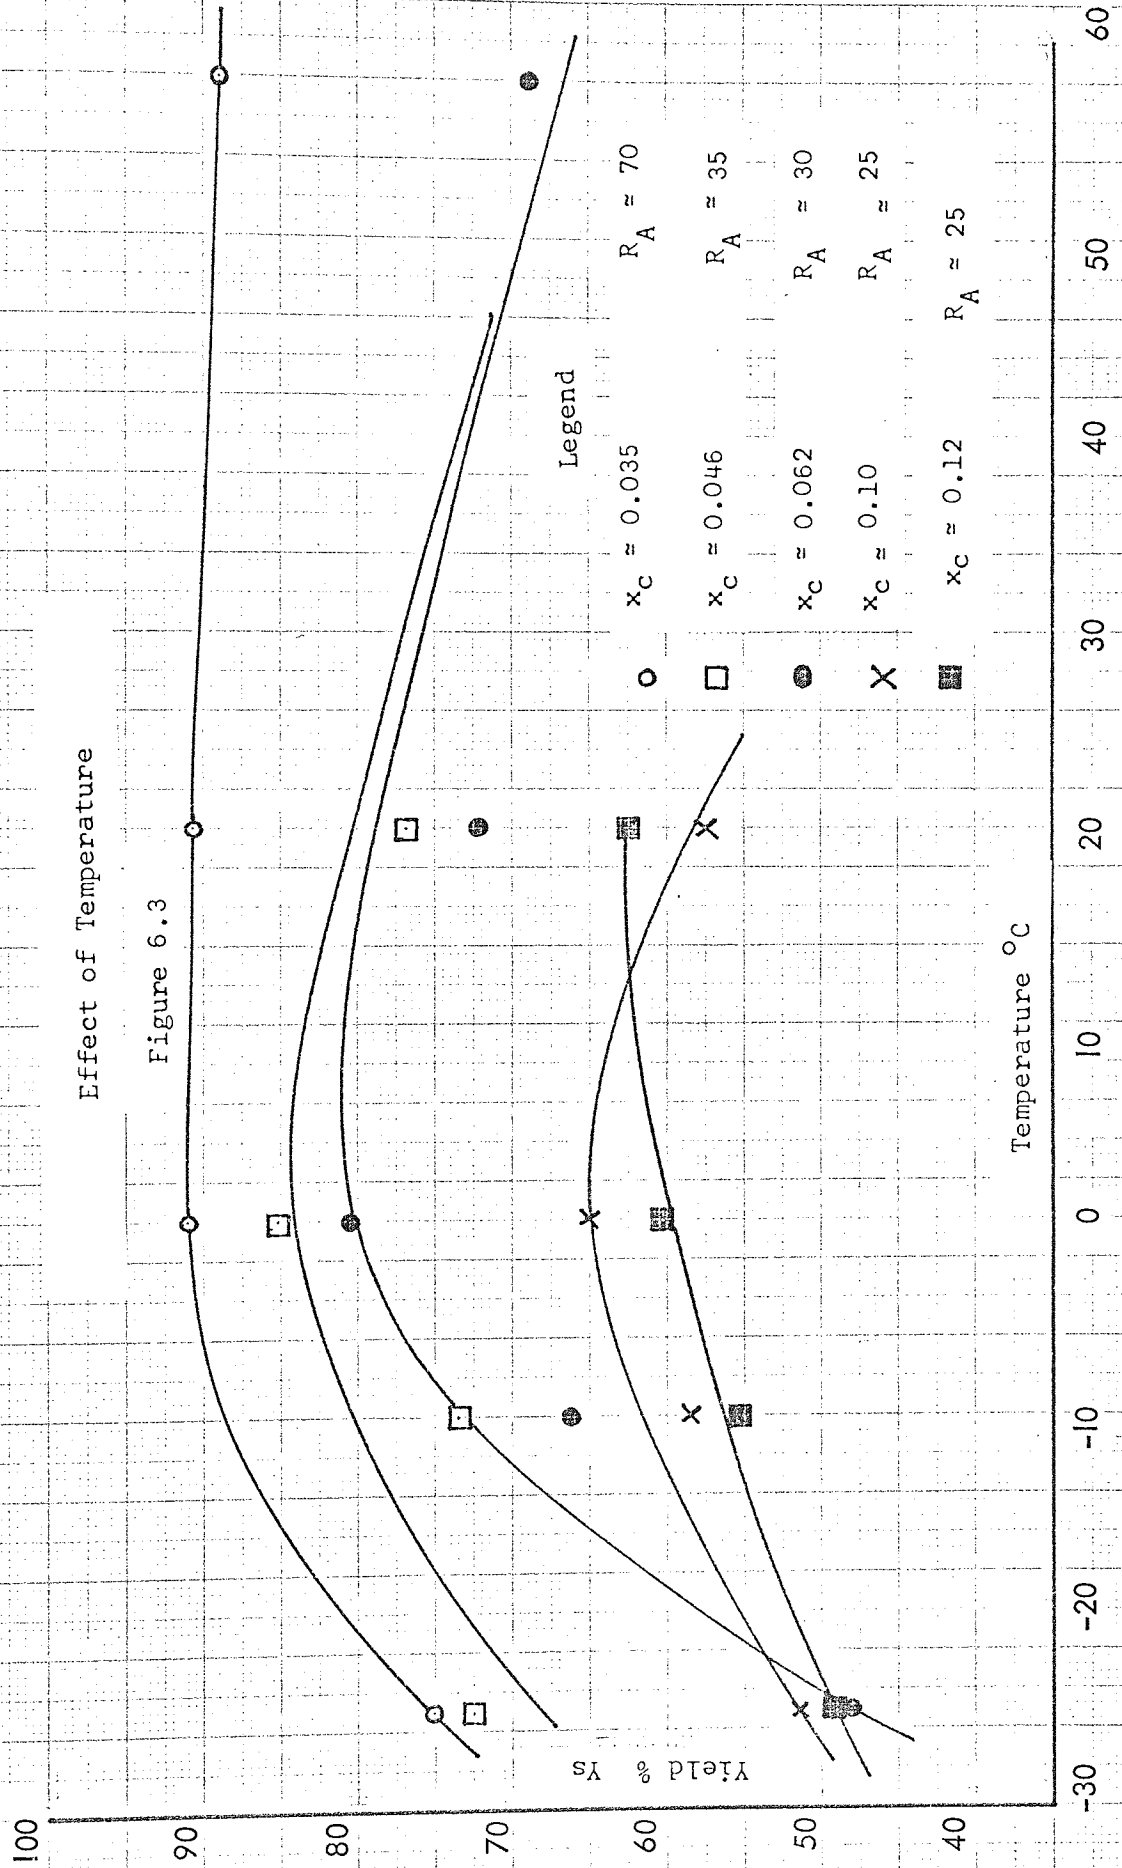 Effect of Temperature
Figure 6.3
100
90
80
70
60
50
40
Yield % Ys
Legend
○ x_c ≈ 0.035 R_A ≈ 70
□ x_c ≈ 0.046 R_A ≈ 35
● x_c ≈ 0.062 R_A ≈ 30
X x_c ≈ 0.10 R_A ≈ 25
■ x_c ≈ 0.12 R_A ≈ 25
-30 -20 -10 0 10 20 30 40 50 60
Temperature °C